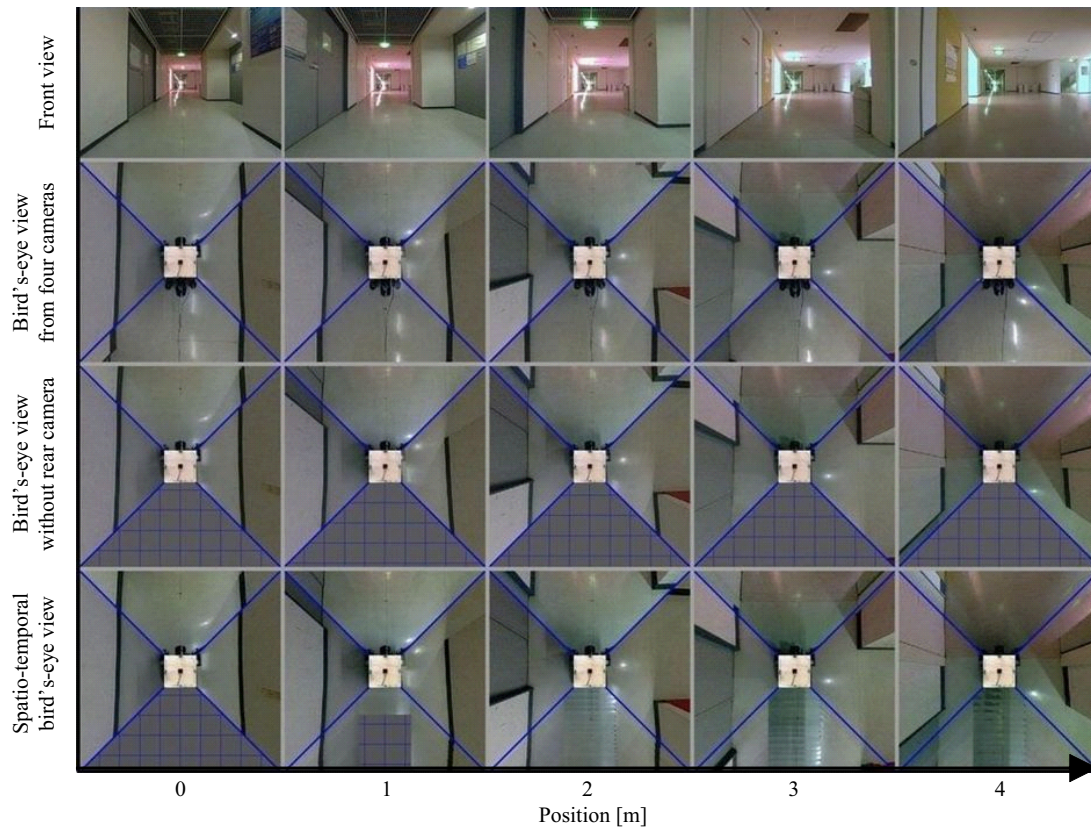 Front view
Bird’s-eye view
from four cameras
Bird’s-eye view
without rear camera
Spatio-temporal
bird’s-eye view
0 1 2 3 4
Position [m]